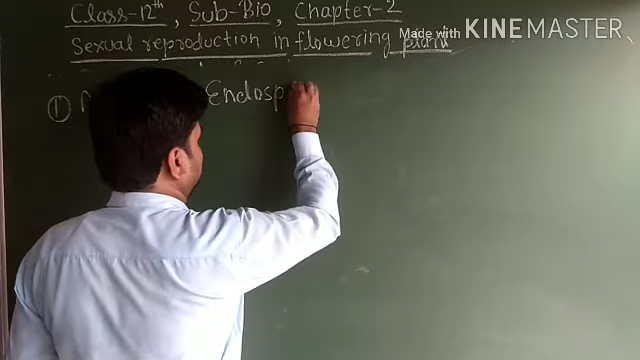 Class-12th, Sub-Bio, Chapter-2
Sexual reproduction in flowering plant
Made with KINEMASTER
① N Endosp